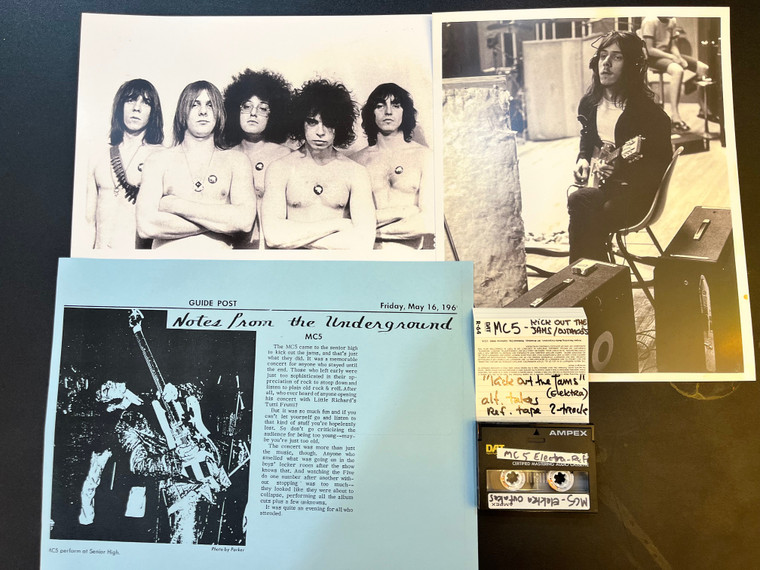 GUIDE POST
Friday, May 16, 196
Notes from the Underground
MC5
The MC5 came to the senior high
to kick out the jams, and that's just
what they did. It was a memorable
concert for anyone who stayed until
the end. Those who left early were
just too sophisticated in their ap-
preciation of rock to stoop down and
listen to plain old rock & roll. After
all, who ever heard of anyone opening
his concert with Little Richard's
Tutti Frutti?
But it was so much fun and if you
can't let yourself go and listen to
that kind of stuff you're hopelessly
lost. So don't go criticizing the
audience for being too young—may-
be you're just too old.
The concert was more than just
the music, though. Anyone who
smelled what was going on in the
boys' locker room after the show
knows that. And watching the Five
do one number after another with-
out stopping was too much—
they looked like they were about to
collapse, performing all the album
cuts plus a few unknowns.
It was quite an evening for all who
attended.
MC5 perform at Senior High.
Photo by Parker
DAT
R-64
MC5 - KICK OUT THE
JAMS/OUTTAKES
"Kick Out the Jams"
(Elektra)
alt. takes
Ref. tape 2-track
AMPEX
DAT
MC5 Elektra-Ref
CERTIFIED MASTERING AUDIO CASSETTE
AMPEX
MC5-Elektra outtakes